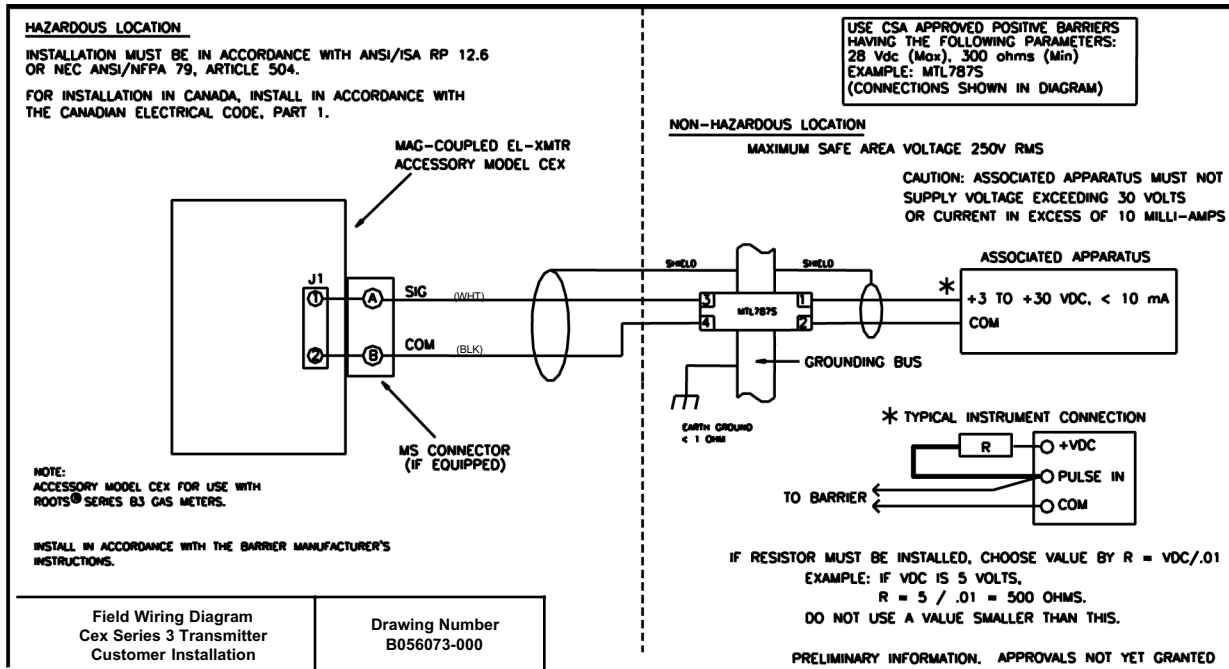 HAZARDOUS LOCATION
INSTALLATION MUST BE IN ACCORDANCE WITH ANSI/ISA RP 12.6
OR NEC ANSI/NFPA 79, ARTICLE 504.
FOR INSTALLATION IN CANADA, INSTALL IN ACCORDANCE WITH
THE CANADIAN ELECTRICAL CODE, PART 1.
MAG-COUPLED EL-XMTR
ACCESSORY MODEL CEX
J1
1
A
SIG
(WHT)
2
B
COM
(BLK)
MS CONNECTOR
(IF EQUIPPED)
NOTE:
ACCESSORY MODEL CEX FOR USE WITH
ROOTS® SERIES B3 GAS METERS.
INSTALL IN ACCORDANCE WITH THE BARRIER MANUFACTURER'S
INSTRUCTIONS.
Field Wiring Diagram
Cex Series 3 Transmitter
Customer Installation
Drawing Number
B056073-000
USE CSA APPROVED POSITIVE BARRIERS
HAVING THE FOLLOWING PARAMETERS:
28 Vdc (Max), 300 ohms (Min)
EXAMPLE: MTL787S
(CONNECTIONS SHOWN IN DIAGRAM)
NON-HAZARDOUS LOCATION
MAXIMUM SAFE AREA VOLTAGE 250V RMS
CAUTION: ASSOCIATED APPARATUS MUST NOT
SUPPLY VOLTAGE EXCEEDING 30 VOLTS
OR CURRENT IN EXCESS OF 10 MILLI-AMPS
SHIELD
SHIELD
3
1
MTL787S
4
2
ASSOCIATED APPARATUS
*
+3 TO +30 VDC, < 10 mA
COM
GROUNDING BUS
EARTH GROUND
< 1 OHM
* TYPICAL INSTRUMENT CONNECTION
R
+VDC
PULSE IN
TO BARRIER
COM
IF RESISTOR MUST BE INSTALLED, CHOOSE VALUE BY R = VDC/.01
EXAMPLE: IF VDC IS 5 VOLTS,
R = 5 / .01 = 500 OHMS.
DO NOT USE A VALUE SMALLER THAN THIS.
PRELIMINARY INFORMATION. APPROVALS NOT YET GRANTED